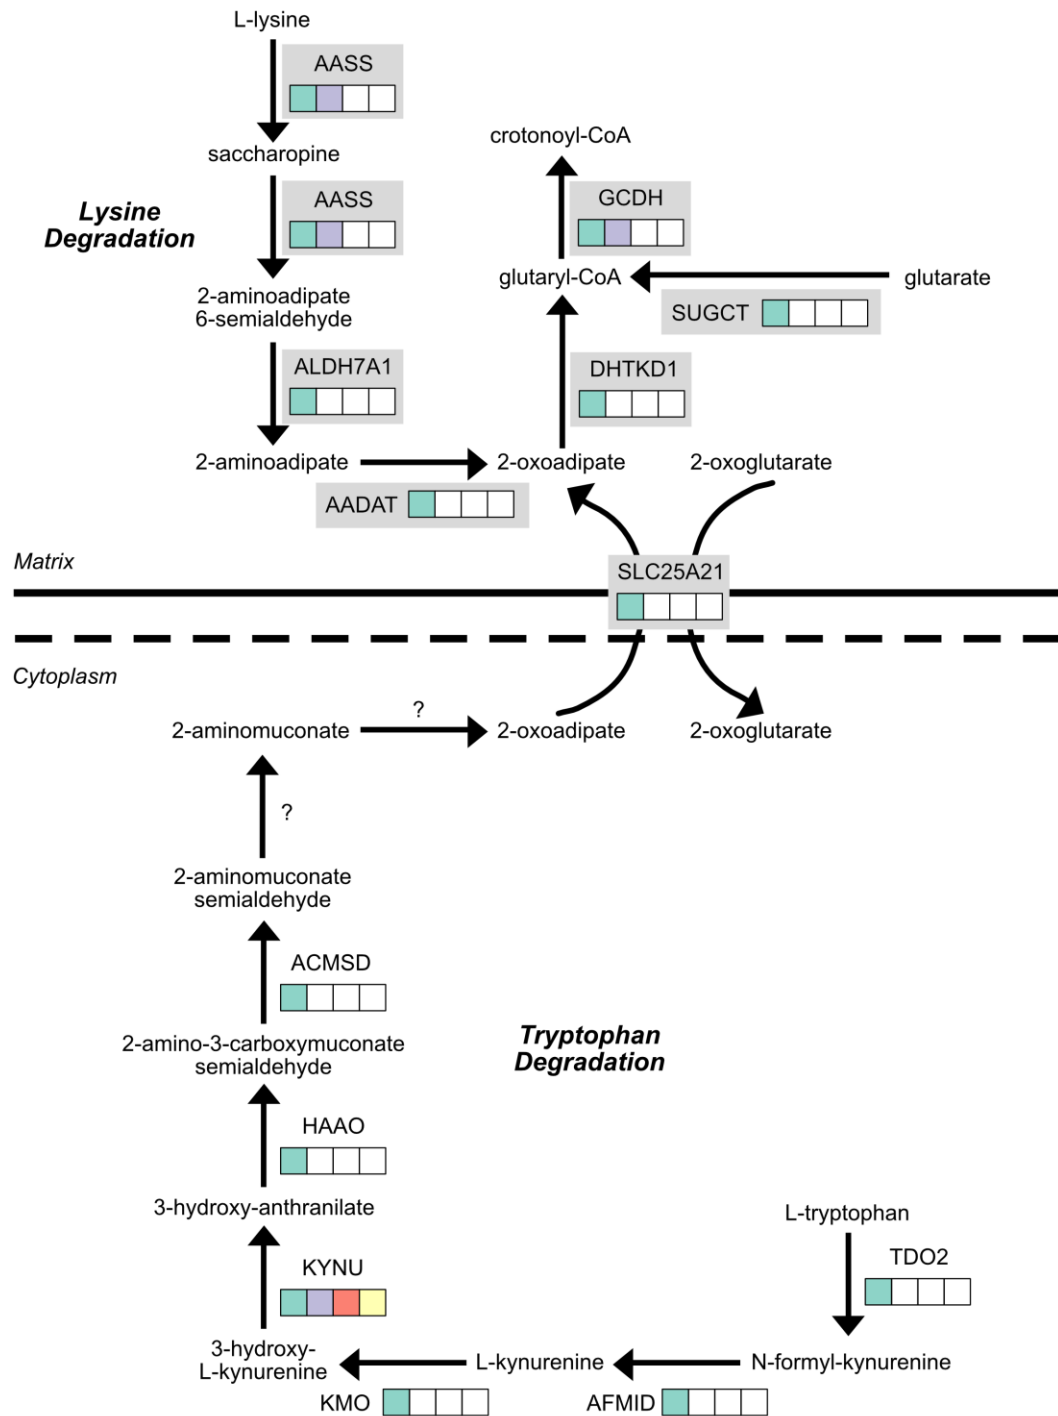 L-lysine
AASS
saccharopine
AASS
Lysine
Degradation
2-aminoadipate
6-semialdehyde
ALDH7A1
2-aminoadipate
AADAT
crotonoyl-CoA
GCDH
glutaryl-CoA
glutarate
SUGCT
DHTKD1
2-oxoadipate
2-oxoglutarate
Matrix
SLC25A21
Cytoplasm
2-aminomuconate
?
2-oxoadipate
2-oxoglutarate
?
2-aminomuconate
semialdehyde
ACMSD
2-amino-3-carboxymuconate
semialdehyde
Tryptophan
Degradation
HAAO
3-hydroxy-anthranilate
L-tryptophan
KYNU
TDO2
3-hydroxy-
L-kynurenine
L-kynurenine
N-formyl-kynurenine
KMO
AFMID